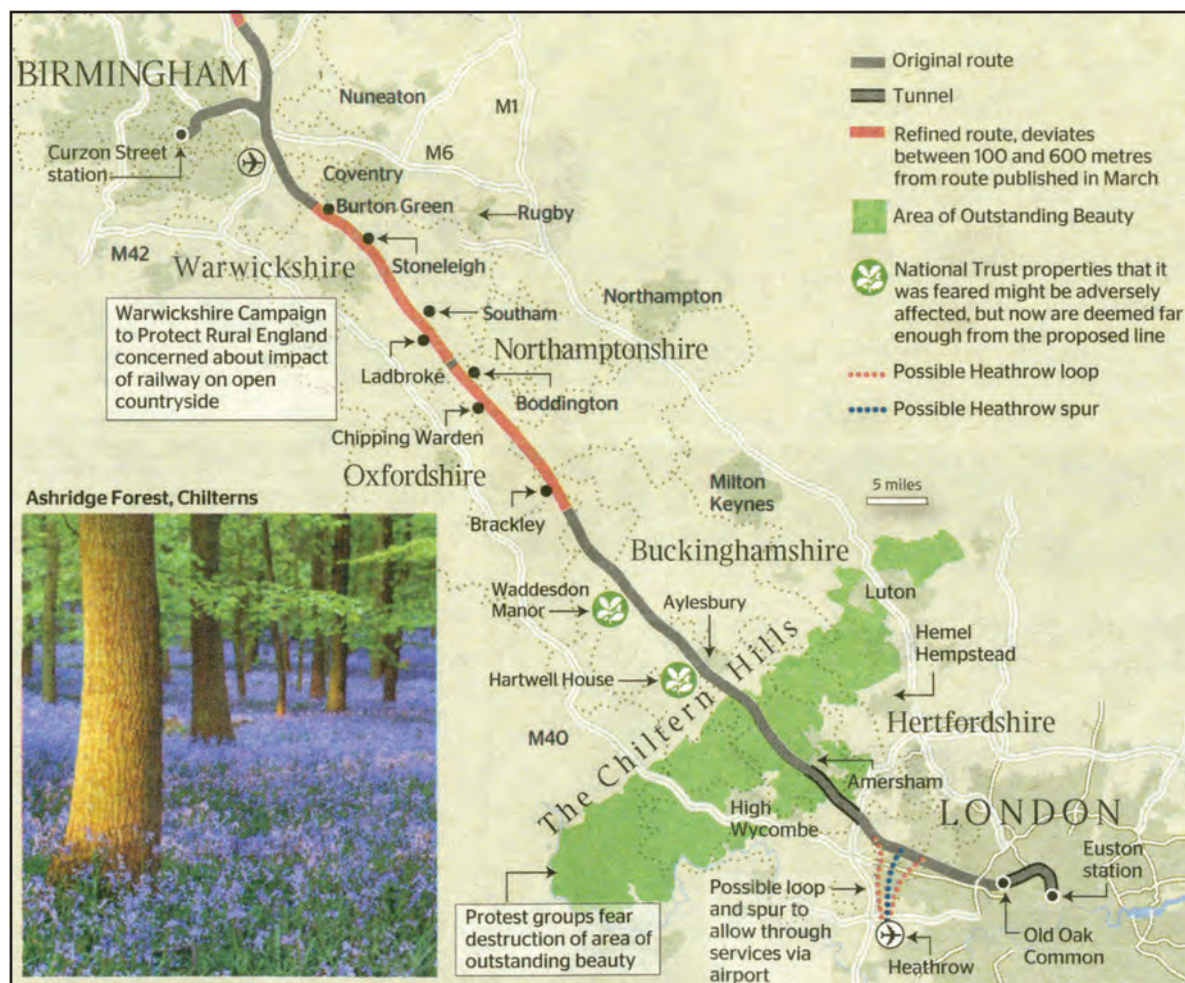 BIRMINGHAM
Nuneaton
M1
M6
Curzon Street
station
Coventry
Burton Green
Rugby
M42
Warwickshire
Stoneleigh
Warwickshire Campaign
to Protect Rural England
concerned about impact
of railway on open
countryside
Southam
Northampton
Ladbroke
Northamptonshire
Boddington
Chipping Warden
Oxfordshire
Brackley
Milton
Keynes
5 miles
Buckinghamshire
Waddesdon
Manor
Aylesbury
Luton
Hartwell House
Hemel
Hempstead
The Chiltern Hills
Hertfordshire
M40
Amersham
High
Wycombe
LONDON
Euston
station
Protest groups fear
destruction of area of
outstanding beauty
Possible loop
and spur to
allow through
services via
airport
Heathrow
Old Oak
Common
Original route
Tunnel
Refined route, deviates
between 100 and 600 metres
from route published in March
Area of Outstanding Beauty
National Trust properties that it
was feared might be adversely
affected, but now are deemed far
enough from the proposed line
Possible Heathrow loop
Possible Heathrow spur
Ashridge Forest, Chilterns